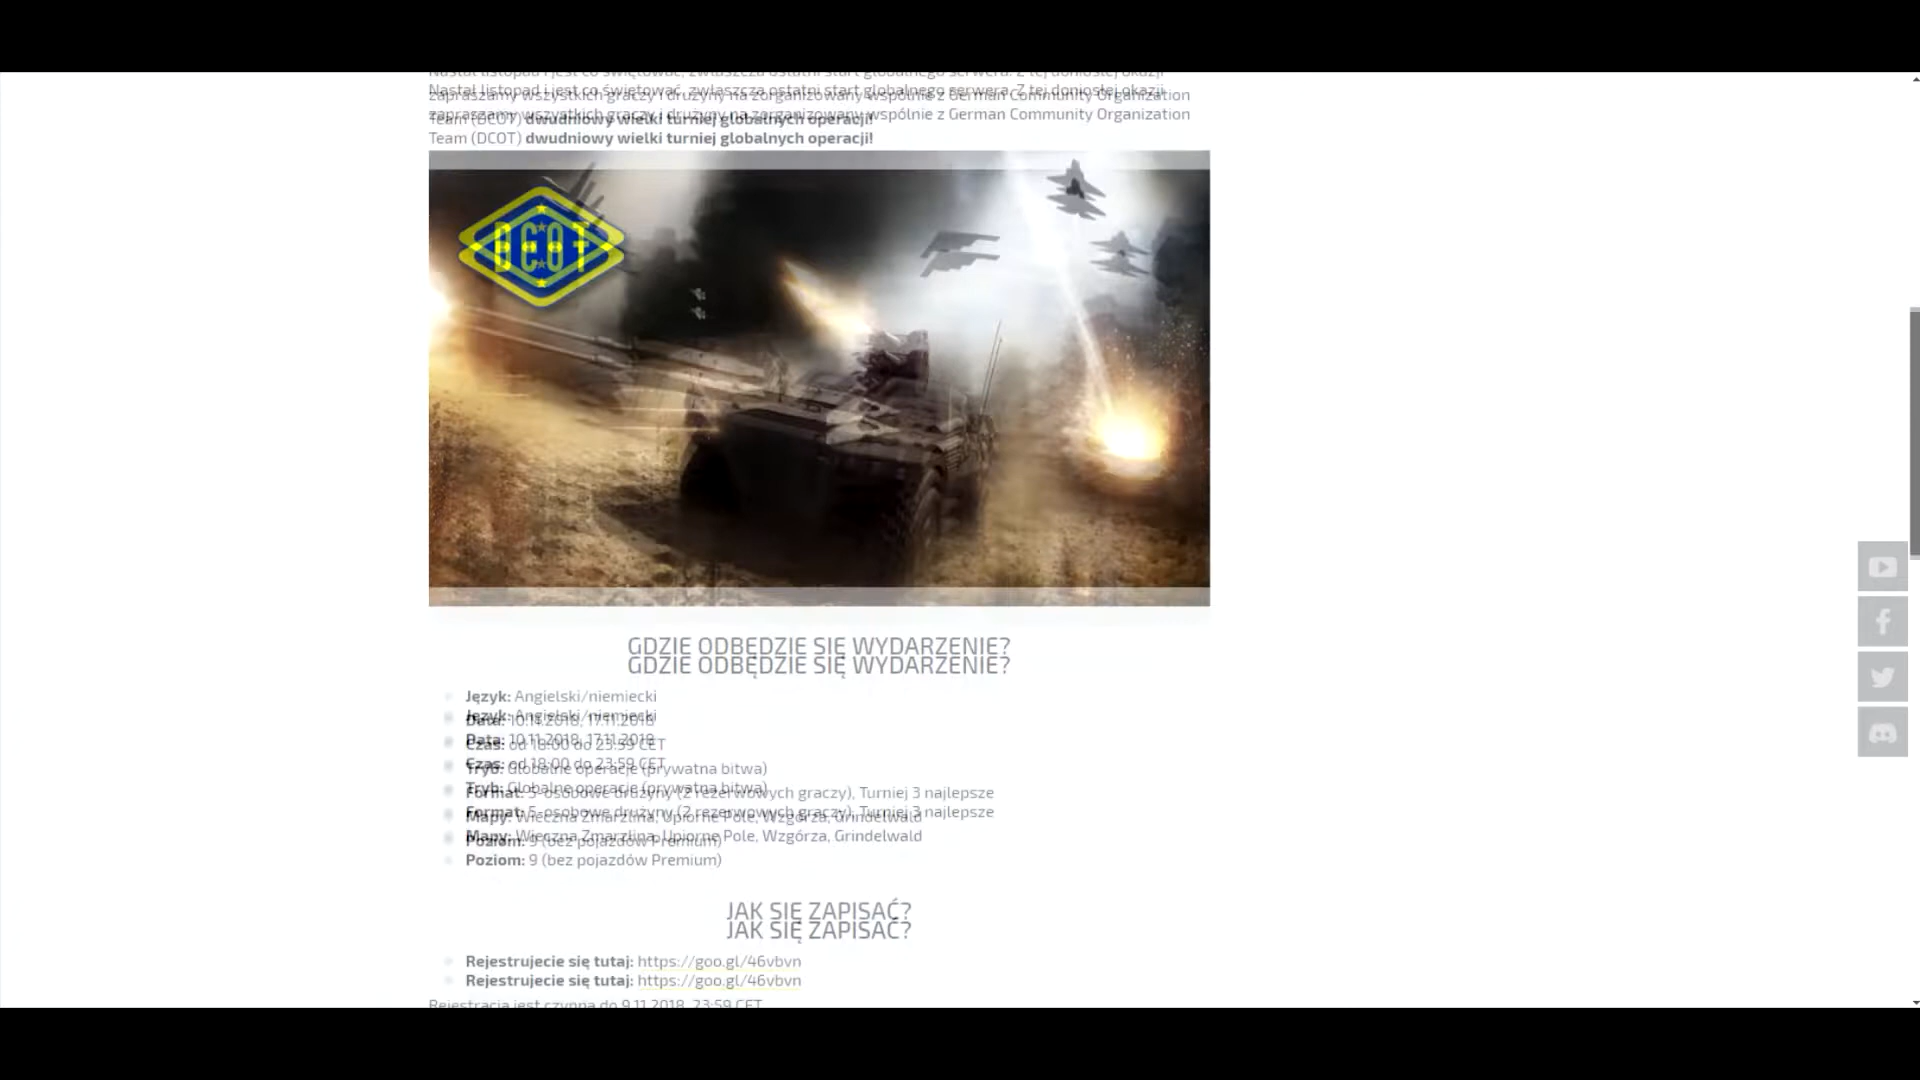 Nastał listopad i jest co świętować, zwłaszcza ostatni start globalnego serwera. Z tej doniosłej okazji
zapraszamy wszystkich graczy i drużyny na zorganizowany wspólnie z German Community Organization
Team (DCOT) dwudniowy wielki turniej globalnych operacji!
DCOT
GDZIE ODBĘDZIE SIĘ WYDARZENIE?
Język: Angielski/niemiecki
Data: 10.11.2018, 17.11.2018
Czas: od 18:00 do 23:59 CET
Tryb: Globalne operacje (prywatna bitwa)
Format: 5-osobowe drużyny (2 rezerwowych graczy), Turniej 3 najlepsze
Mapy: Wieczna Zmarzlina, Upiorne Pole, Wzgórza, Grindelwald
Poziom: 9 (bez pojazdów Premium)
JAK SIĘ ZAPISAĆ?
Rejestrujecie się tutaj: https://goo.gl/46vbvn
Rejestracja jest czynna do 9.11.2018, 23:59 CET